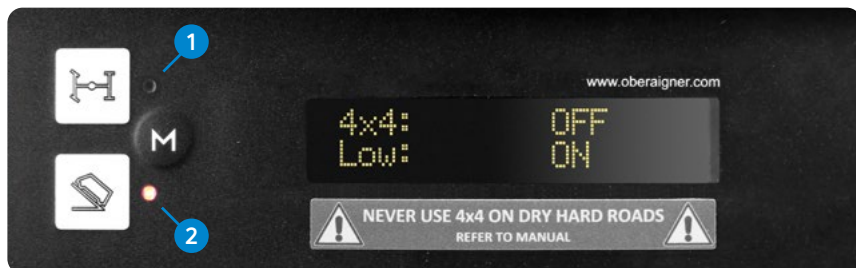 1
www.oberaigner.com
4x4: OFF
M
Low: ON
2
NEVER USE 4x4 ON DRY HARD ROADS
REFER TO MANUAL